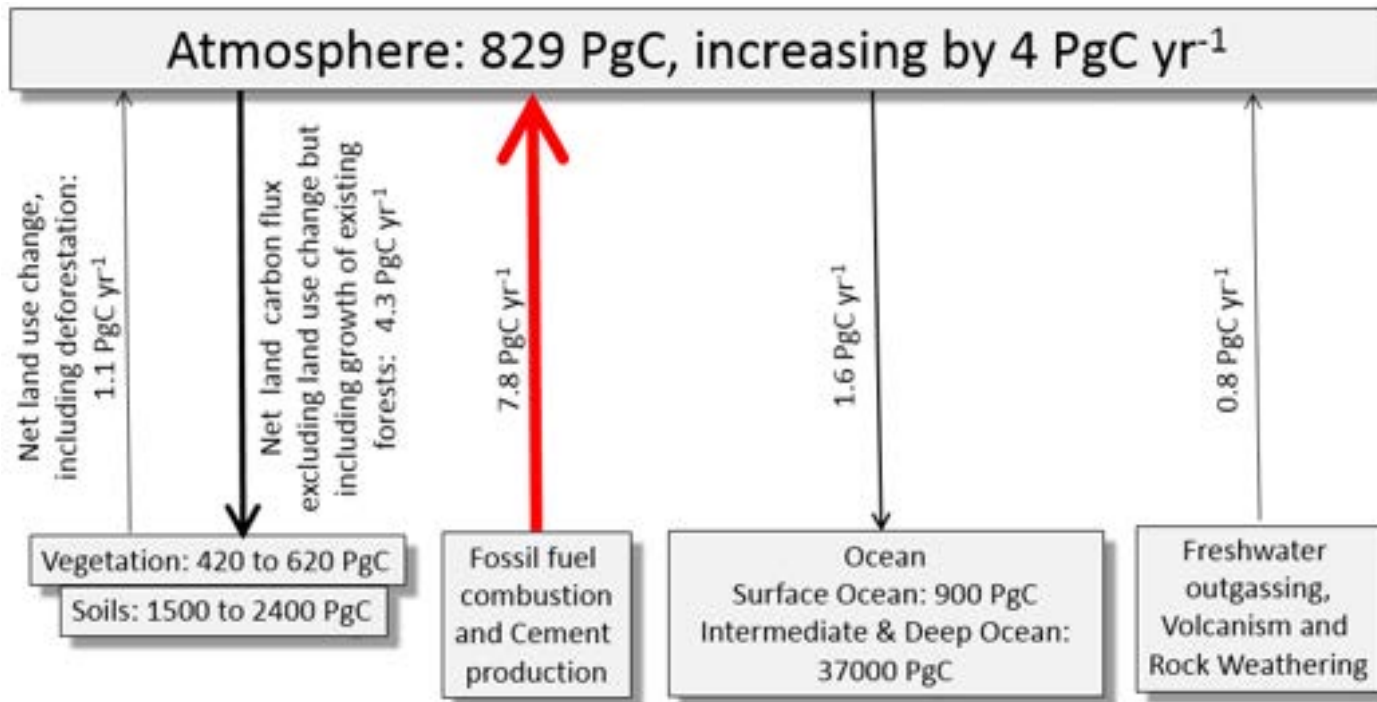 Atmosphere: 829 PgC, increasing by 4 PgC yr⁻¹
Net land use change,
including deforestation:
1.1 PgC yr⁻¹
Net land carbon flux
excluding land use change but
including growth of existing
forests: 4.3 PgC yr⁻¹
7.8 PgC yr⁻¹
1.6 PgC yr⁻¹
0.8 PgC yr⁻¹
Vegetation: 420 to 620 PgC
Soils: 1500 to 2400 PgC
Fossil fuel
combustion
and Cement
production
Ocean
Surface Ocean: 900 PgC
Intermediate & Deep Ocean:
37000 PgC
Freshwater
outgassing,
Volcanism and
Rock Weathering